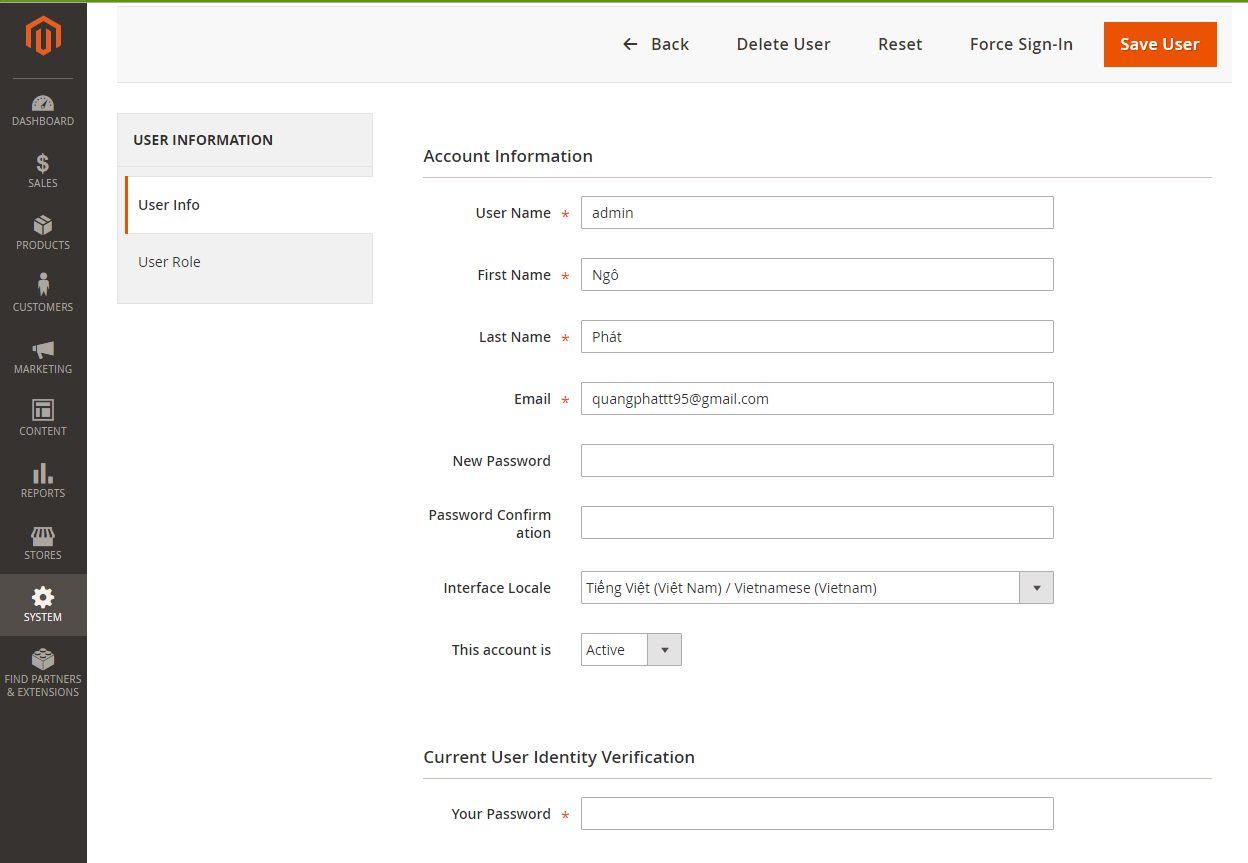 Back Delete User Reset Force Sign-In Save User
DASHBOARD
SALES
PRODUCTS
CUSTOMERS
MARKETING
CONTENT
REPORTS
STORES
SYSTEM
FIND PARTNERS
& EXTENSIONS
USER INFORMATION
User Info
User Role
Account Information
User Name * admin
First Name * Ngô
Last Name * Phát
Email * quangphattt95@gmail.com
New Password
Password Confirm
ation
Interface Locale Tiếng Việt (Việt Nam) / Vietnamese (Vietnam)
This account is Active
Current User Identity Verification
Your Password *